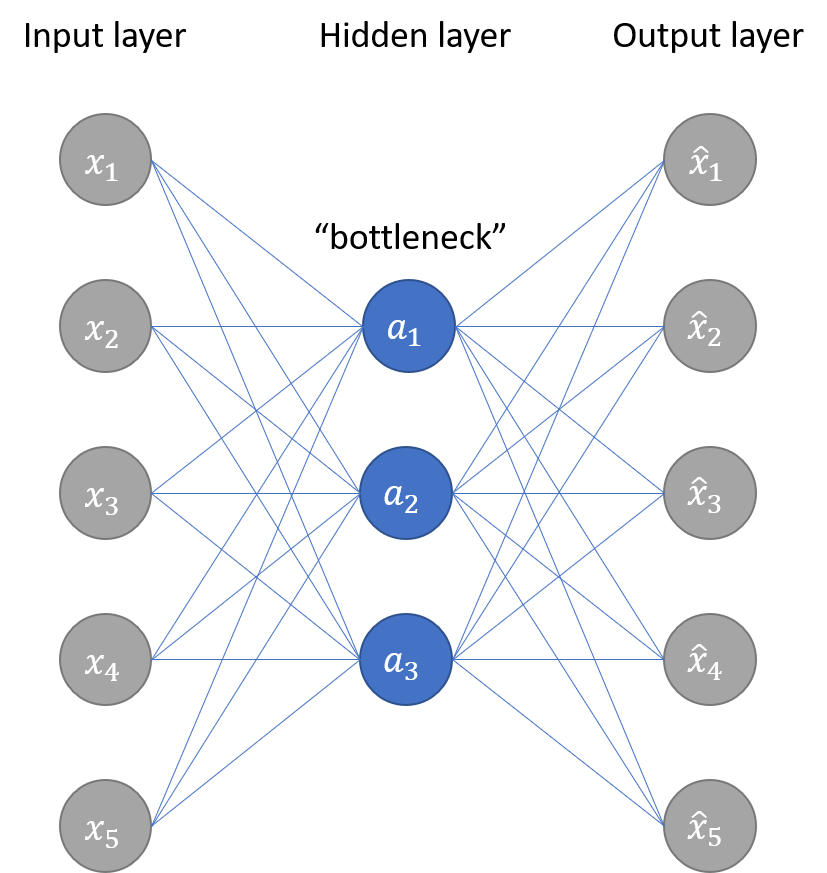 Input layer
Hidden layer
Output layer
x₁
x̂₁
“bottleneck”
x₂
a₁
x̂₂
x₃
a₂
x̂₃
x₄
a₃
x̂₄
x₅
x̂₅